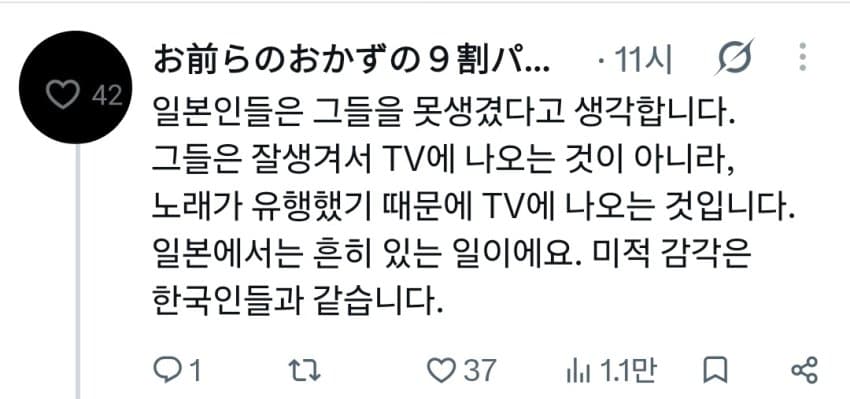 お前らのおかずの９割パ... · 11시
42
일본인들은 그들을 못생겼다고 생각합니다.
그들은 잘생겨서 TV에 나오는 것이 아니라,
노래가 유행했기 때문에 TV에 나오는 것입니다.
일본에서는 흔히 있는 일이에요. 미적 감각은
한국인들과 같습니다.
1 37 1.1만